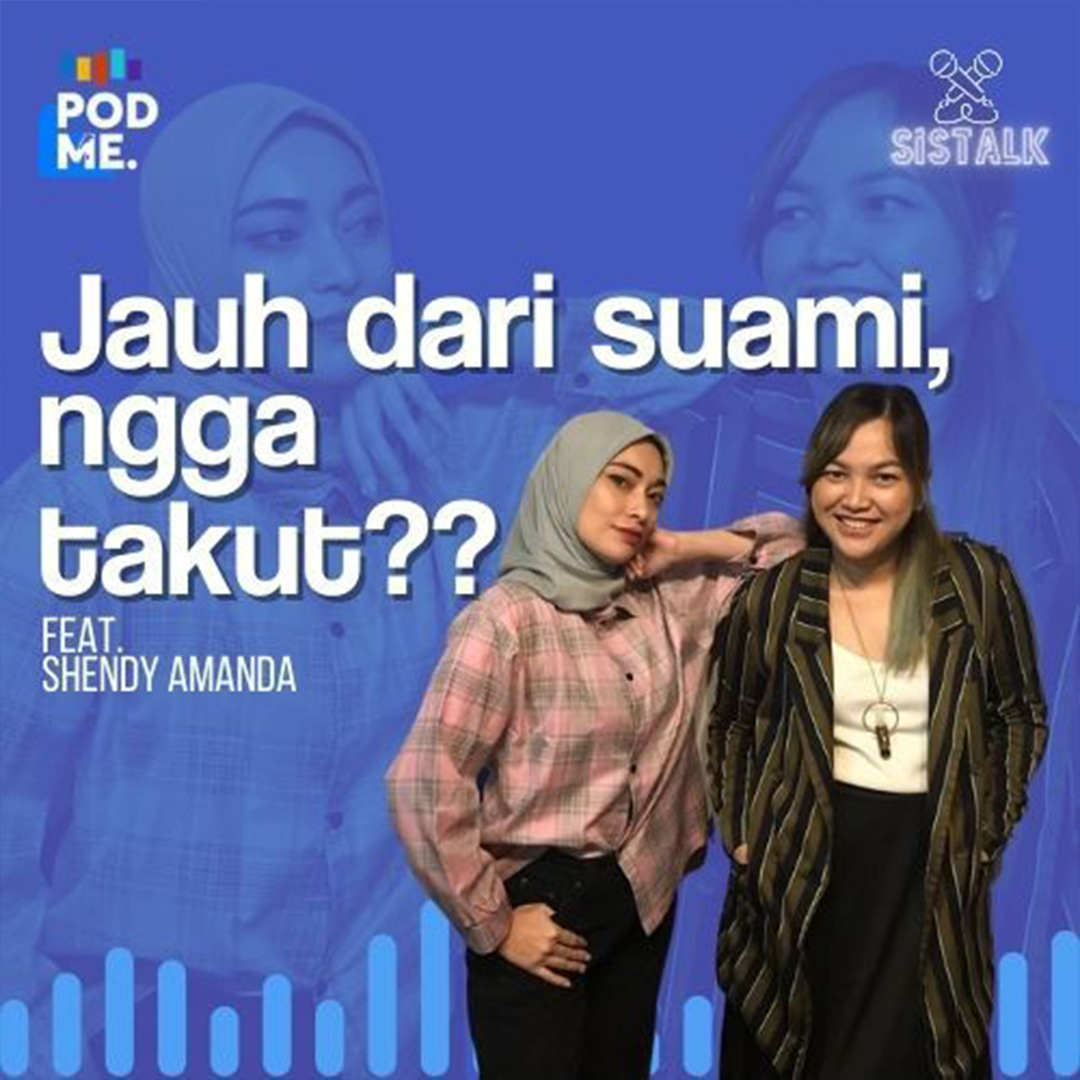 POD
ME.
SiSTALK
Jauh dari suami,
ngga
takut??
FEAT.
SHENDY AMANDA